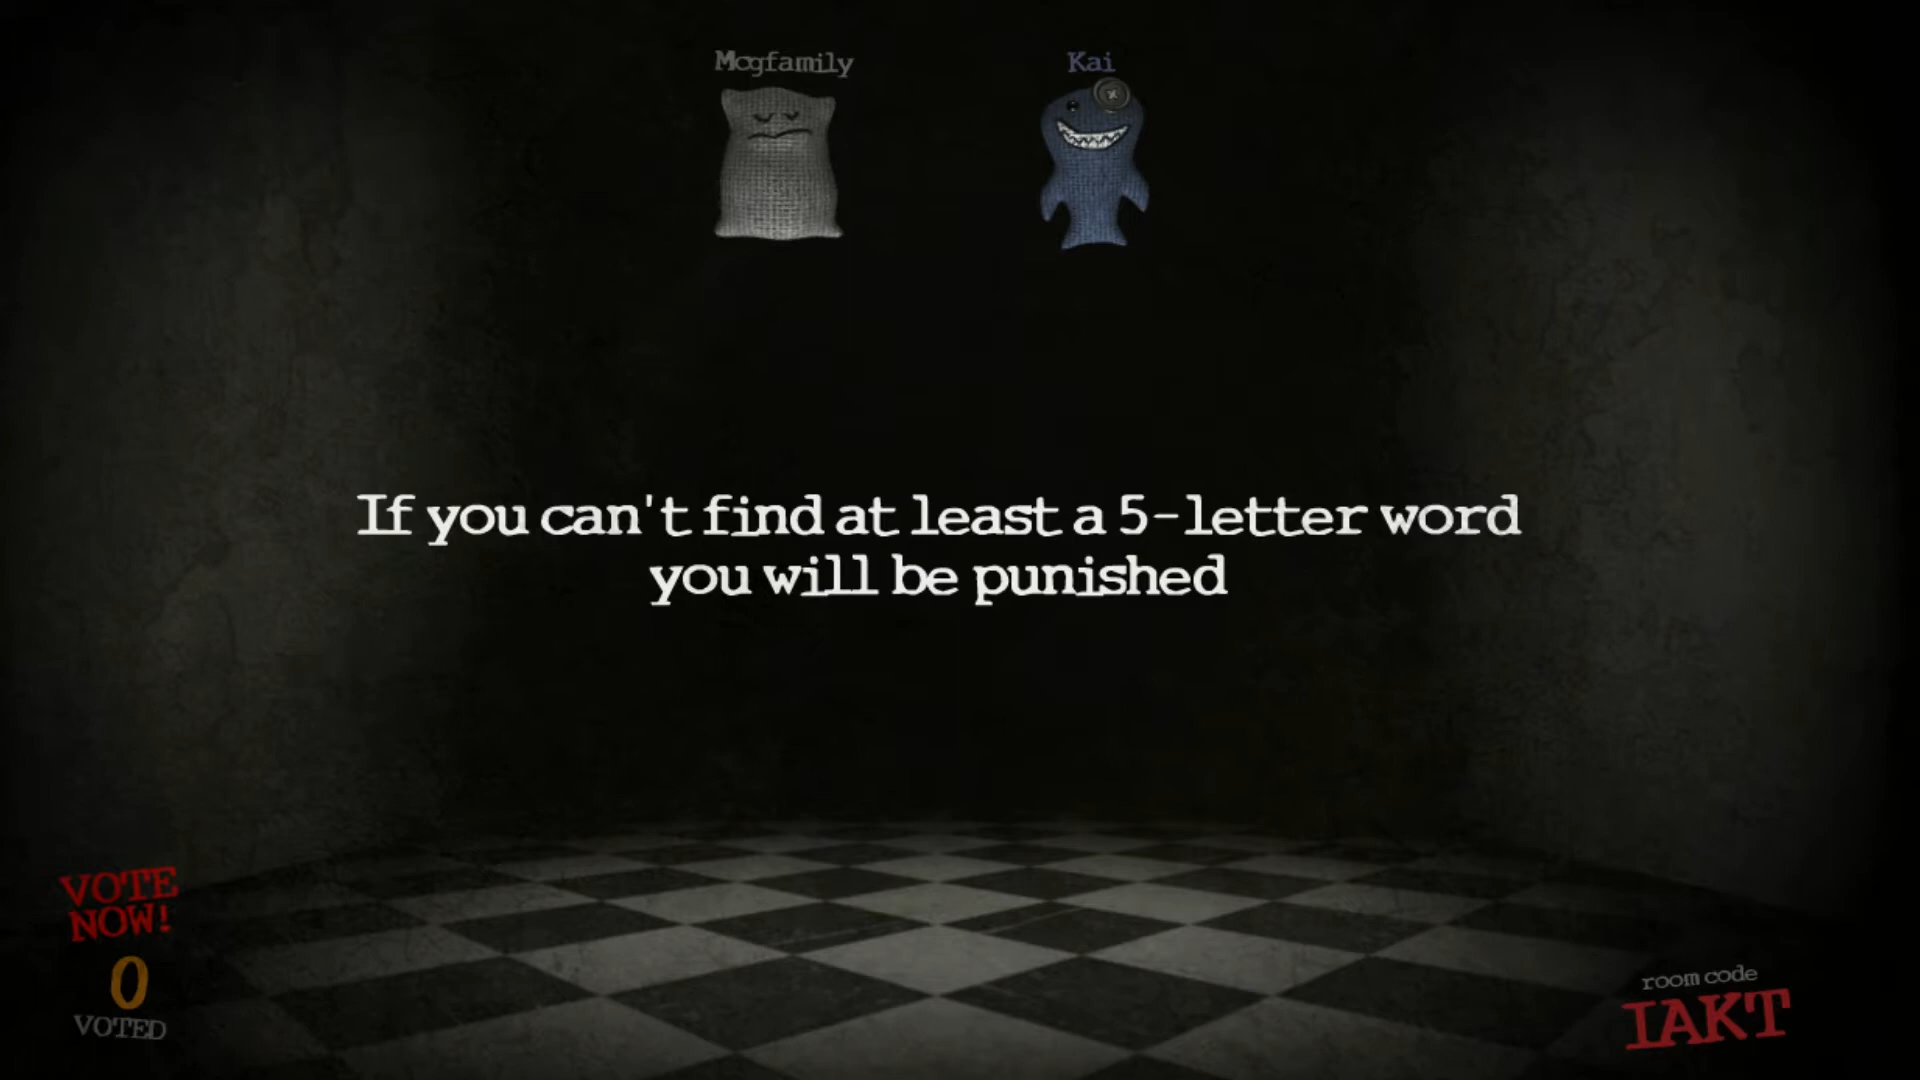 Mcgfamily
Kai
If you can't find at least a 5-letter word
you will be punished
VOTE
NOW!
0
VOTED
room code
IAKT